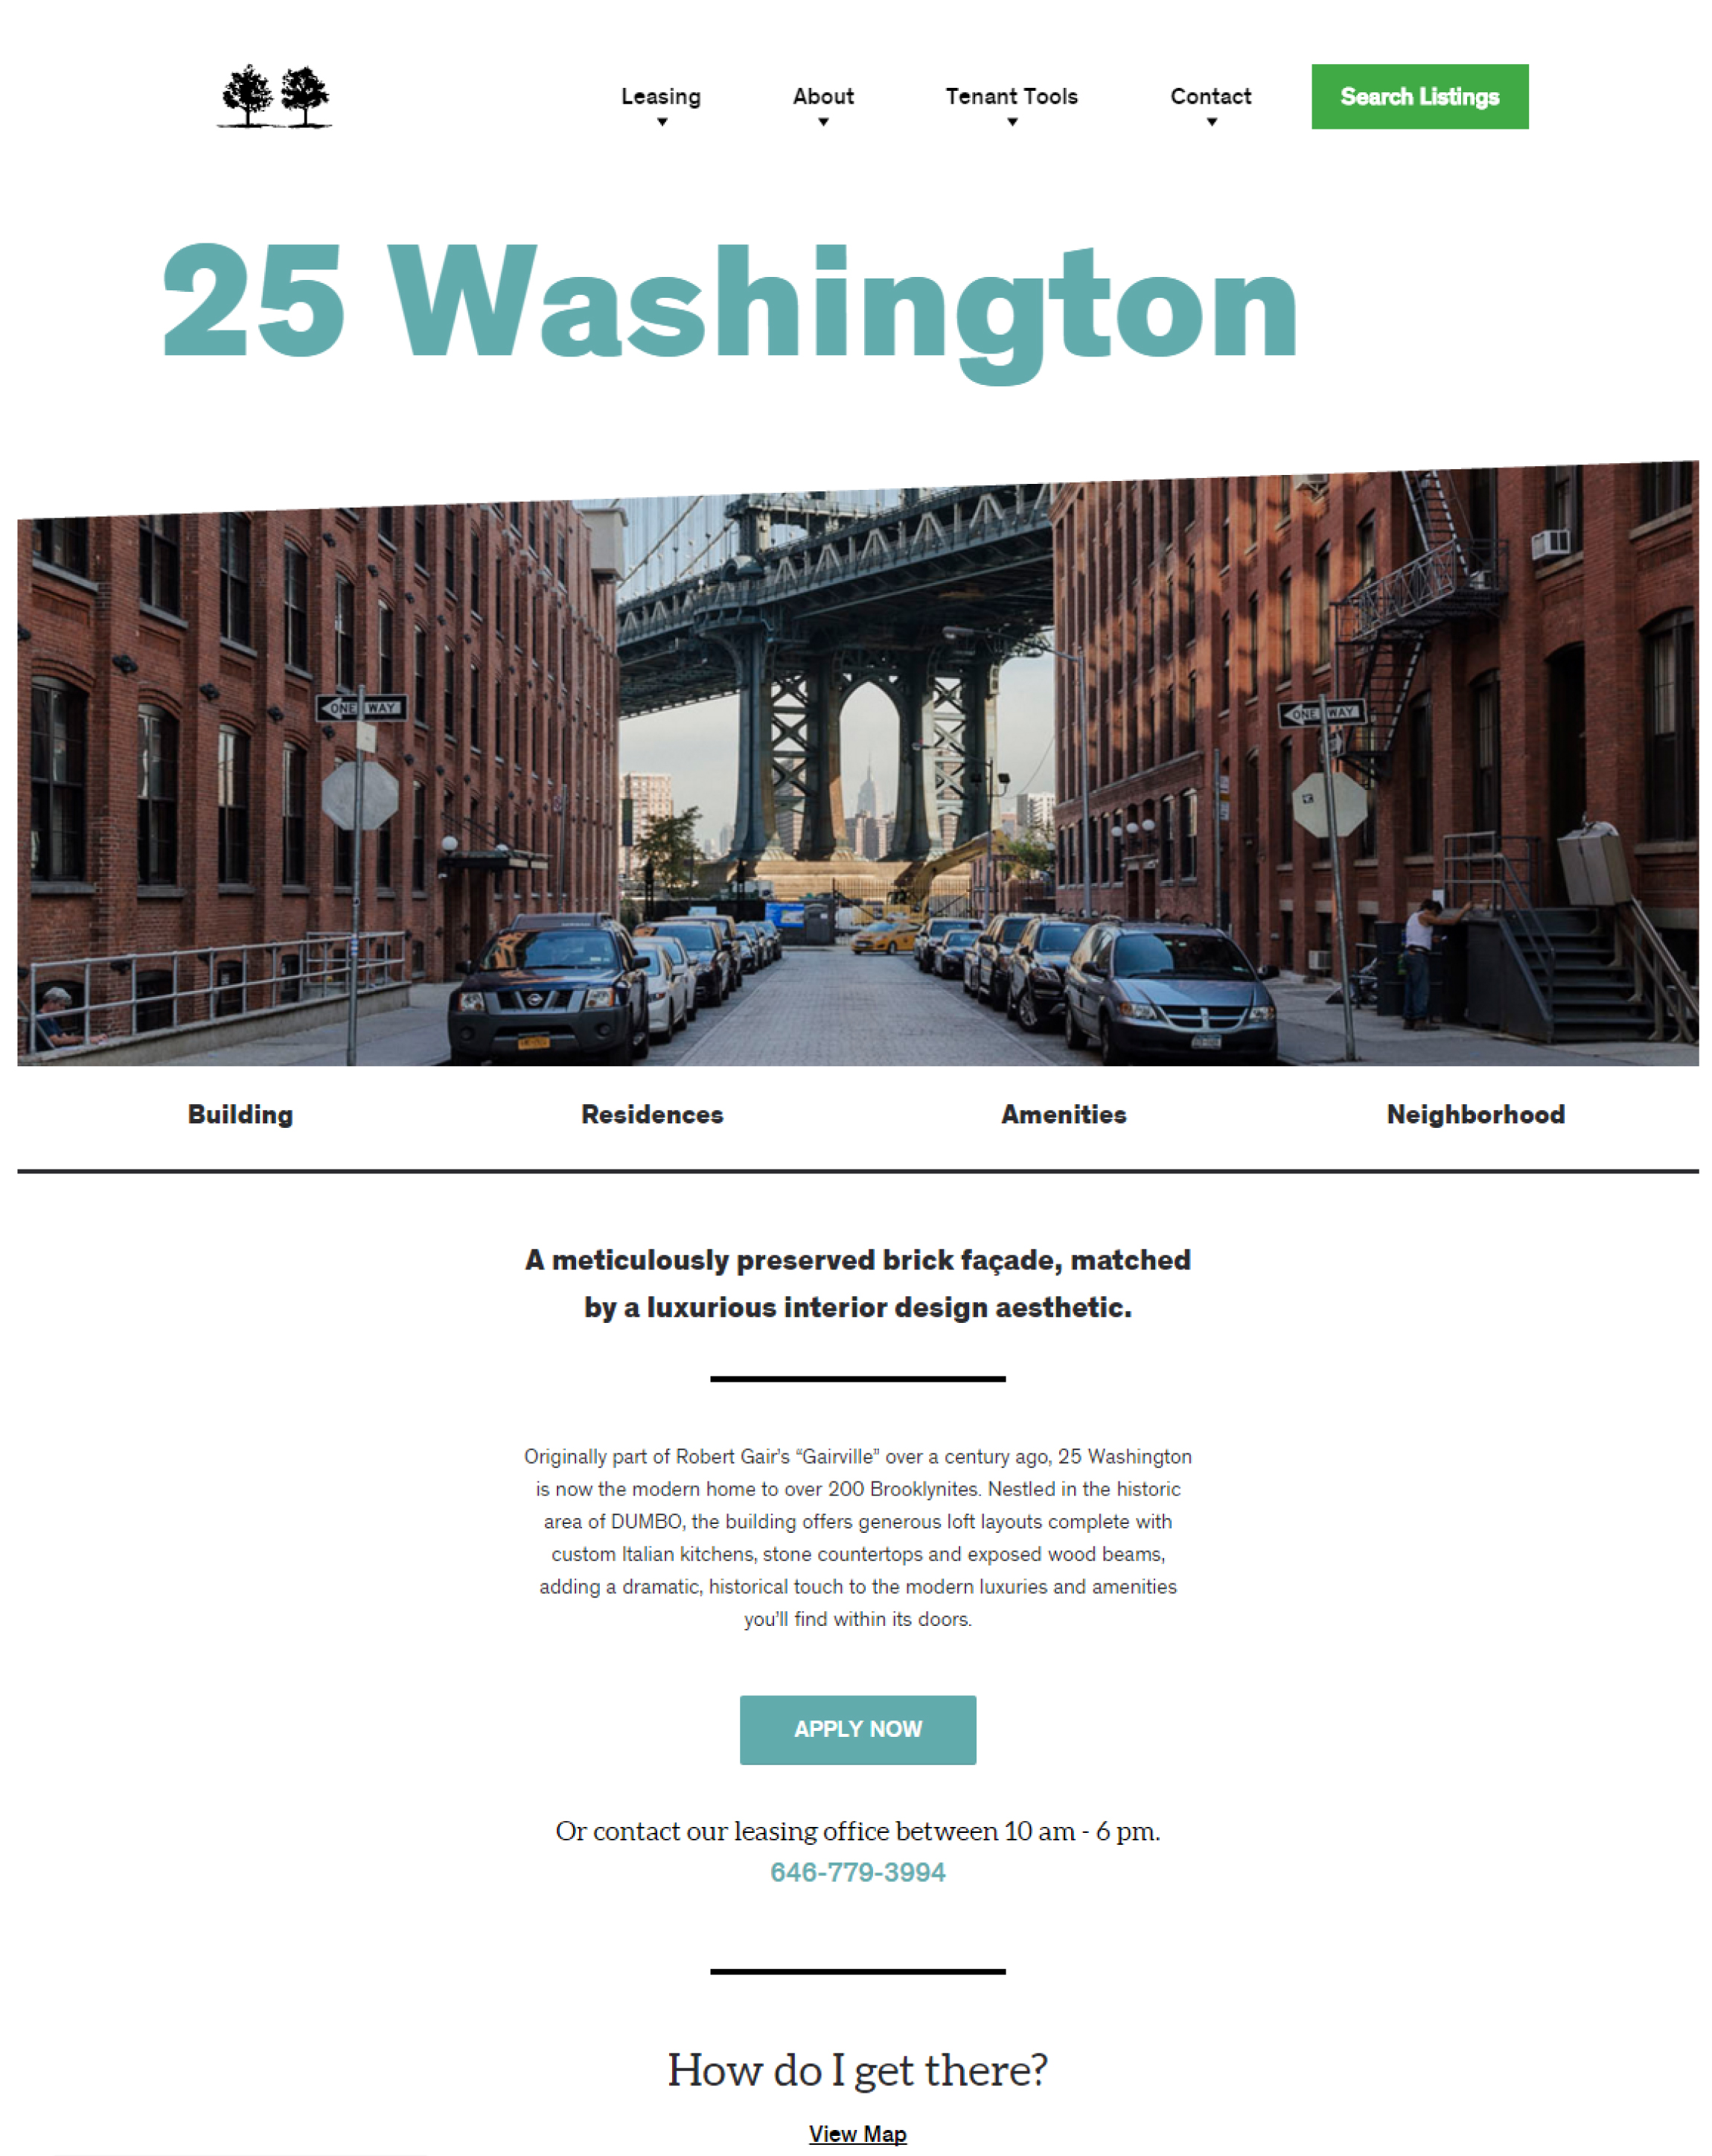 Leasing
About
Tenant Tools
Contact
Search Listings
25 Washington
ONE WAY
ONE WAY
Building
Residences
Amenities
Neighborhood
A meticulously preserved brick façade, matched
by a luxurious interior design aesthetic.
Originally part of Robert Gair’s “Gairville” over a century ago, 25 Washington
is now the modern home to over 200 Brooklynites. Nestled in the historic
area of DUMBO, the building offers generous loft layouts complete with
custom Italian kitchens, stone countertops and exposed wood beams,
adding a dramatic, historical touch to the modern luxuries and amenities
you’ll find within its doors.
APPLY NOW
Or contact our leasing office between 10 am - 6 pm.
646-779-3994
How do I get there?
View Map